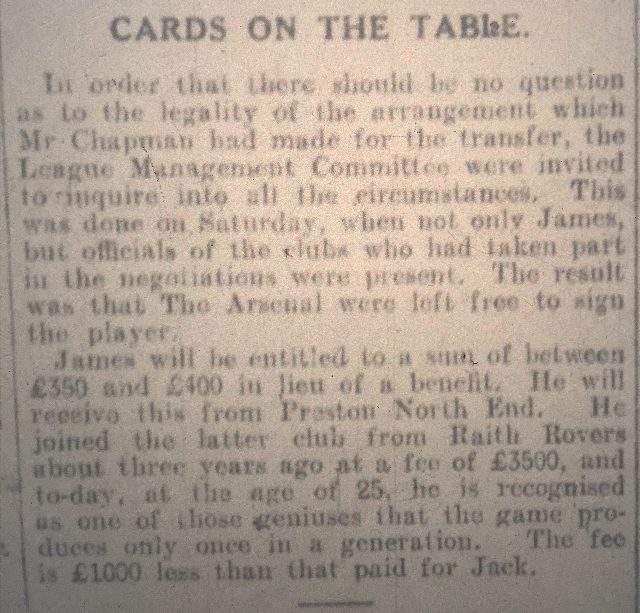 CARDS ON THE TABLE.
In order that there should be no question
as to the legality of the arrangement which
Mr Chapman had made for the transfer, the
League Management Committee were invited
to inquire into all the circumstances. This
was done on Saturday, when not only James,
but officials of the clubs who had taken part
in the negotiations were present. The result
was that The Arsenal were left free to sign
the player.
James will be entitled to a sum of between
£350 and £400 in lieu of a benefit. He will
receive this from Preston North End. He
joined the latter club from Raith Rovers
about three years ago at a fee of £3500, and
to-day, at the age of 25, he is recognised
as one of those geniuses that the game pro-
duces only once in a generation. The fee
is £1000 less than that paid for Jack.